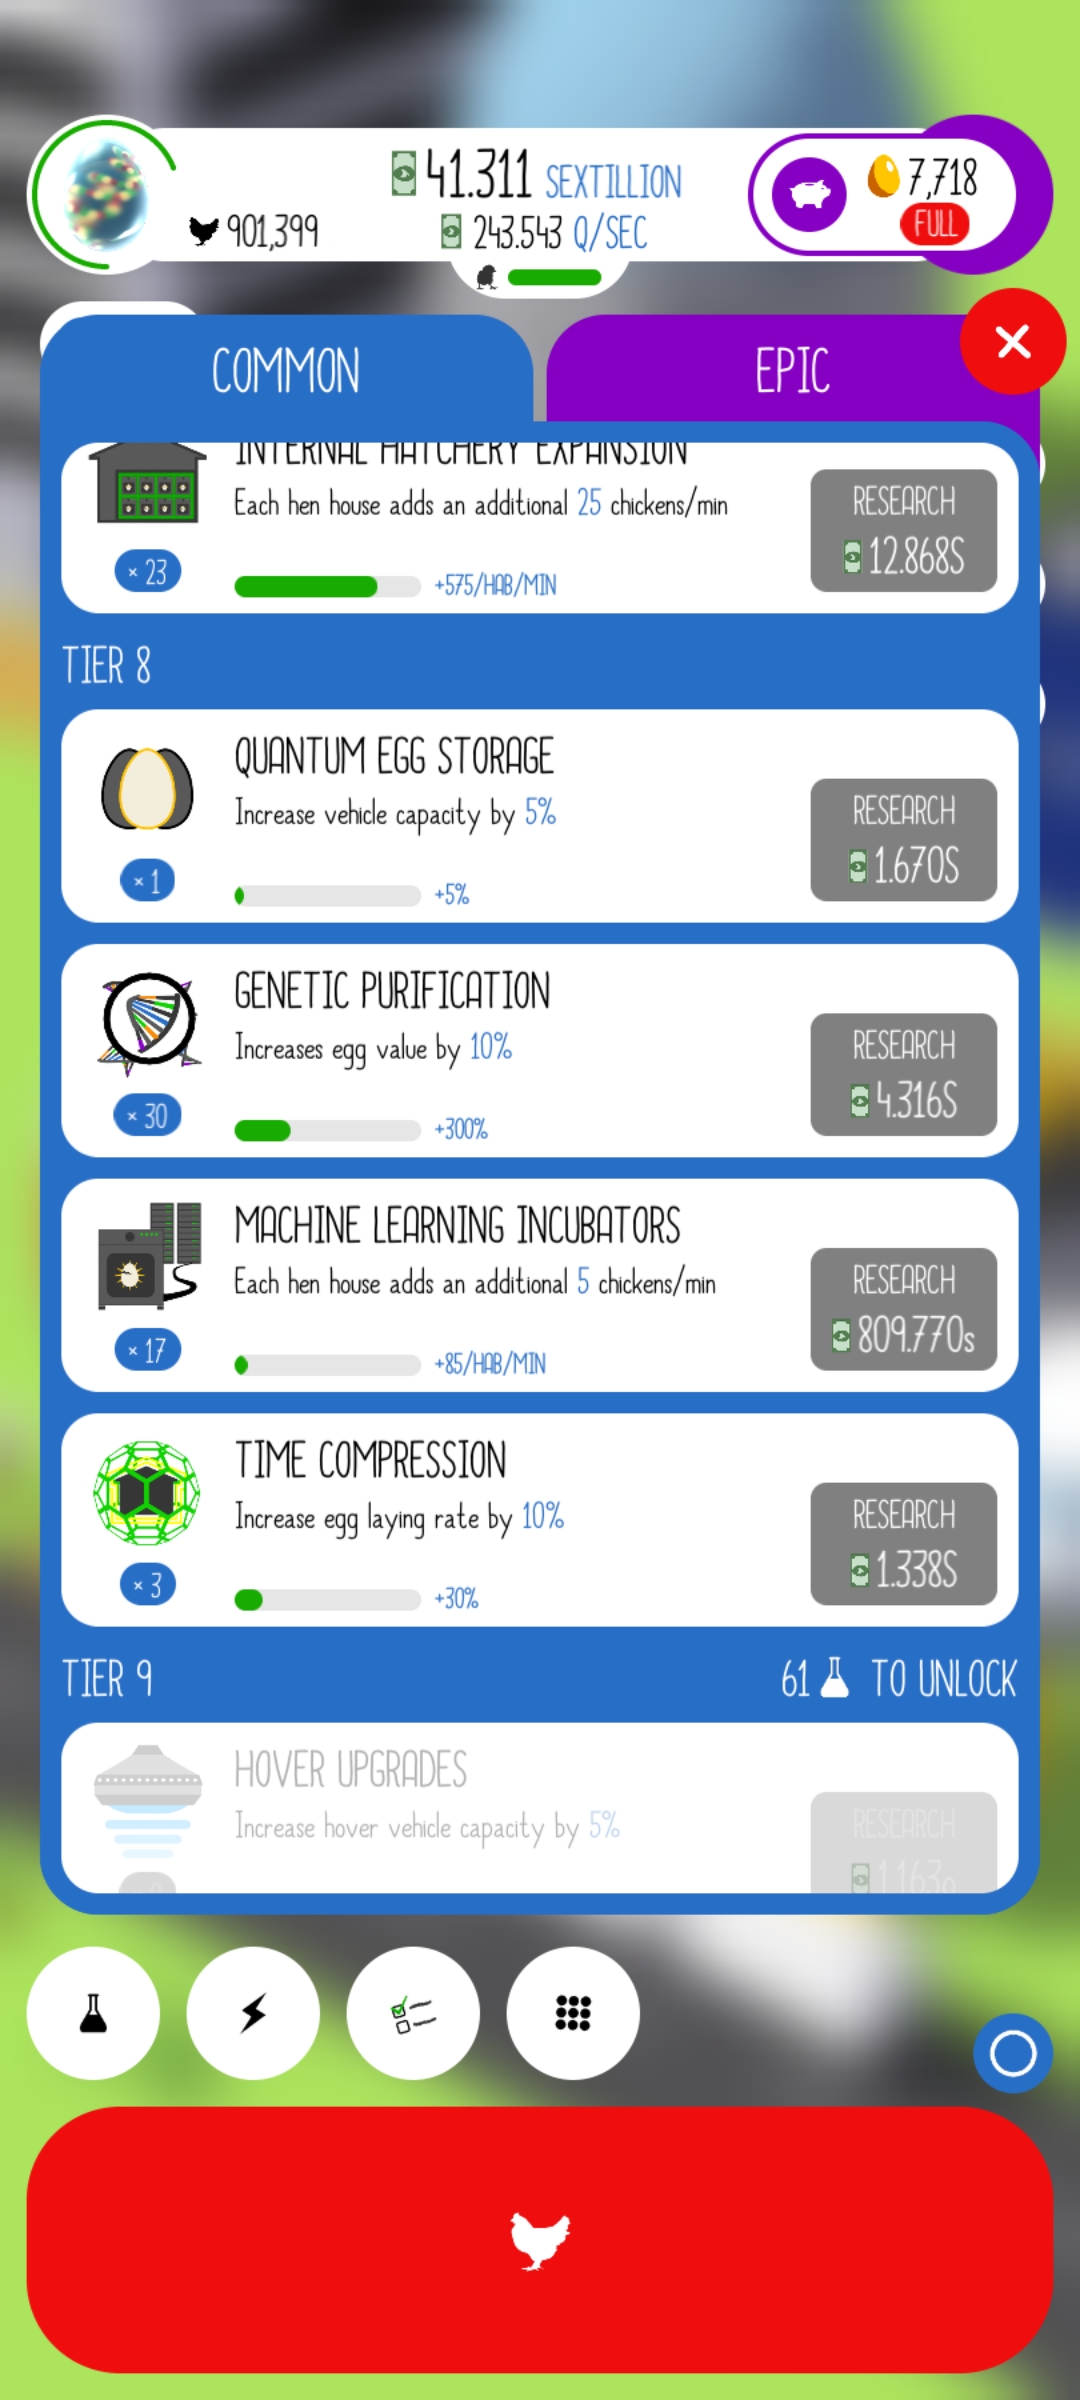 41.311 SEXTILLION
901,399
243.543 Q/SEC
7,718
FULL
COMMON
EPIC
INTERNAL HATCHERY EXPANSION
Each hen house adds an additional 25 chickens/min
RESEARCH
12.868S
× 23
+575/HAB/MIN
TIER 8
QUANTUM EGG STORAGE
Increase vehicle capacity by 5%
RESEARCH
1.670S
× 1
+5%
GENETIC PURIFICATION
Increases egg value by 10%
RESEARCH
4.316S
× 30
+300%
MACHINE LEARNING INCUBATORS
Each hen house adds an additional 5 chickens/min
RESEARCH
809.770s
× 17
+85/HAB/MIN
TIME COMPRESSION
Increase egg laying rate by 10%
RESEARCH
1.338S
× 3
+30%
TIER 9
61 TO UNLOCK
HOVER UPGRADES
Increase hover vehicle capacity by 5%
RESEARCH